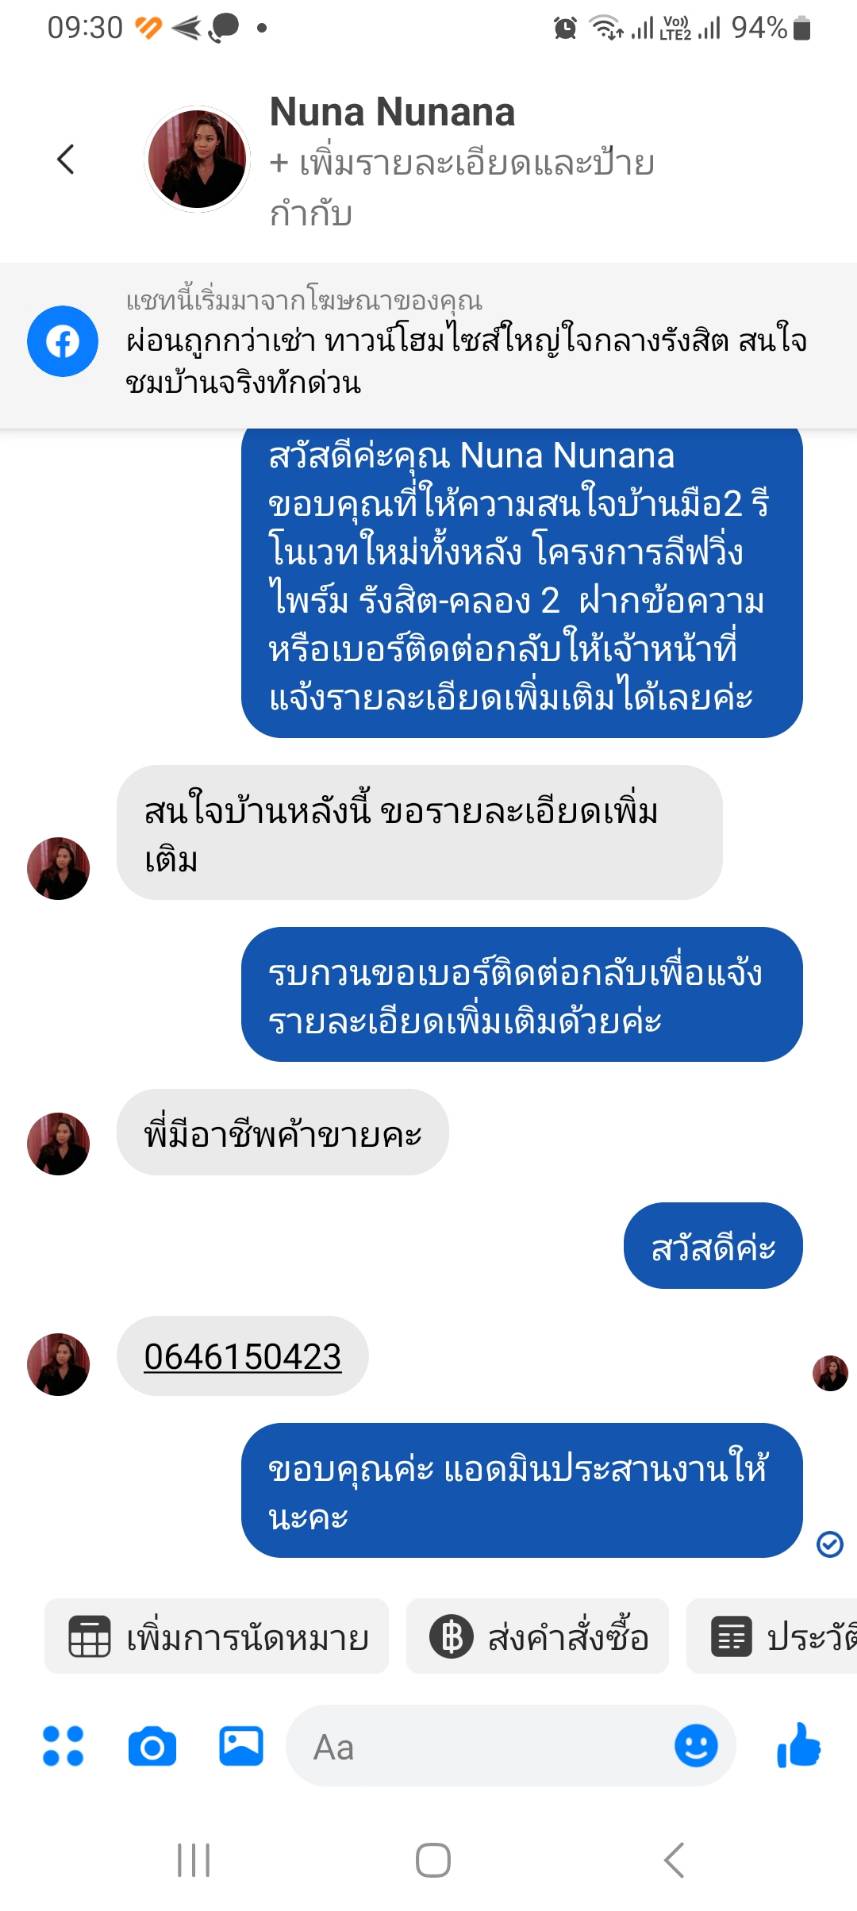 09:30 Vo)) LTE2 94%
Nuna Nunana
+ เพิ่มรายละเอียดและป้าย
กำกับ
แชทนี้เริ่มมาจากโฆษณาของคุณ
ผ่อนถูกกว่าเช่า ทาวน์โฮมไซส์ใหญ่ใจกลางรังสิต สนใจ
ชมบ้านจริงทักด่วน
สวัสดีค่ะคุณ Nuna Nunana
ขอบคุณที่ให้ความสนใจบ้านมือ2 รี
โนเวทใหม่ทั้งหลัง โครงการลีฟวิ่ง
ไพร์ม รังสิต-คลอง 2 ฝากข้อความ
หรือเบอร์ติดต่อกลับให้เจ้าหน้าที่
แจ้งรายละเอียดเพิ่มเติมได้เลยค่ะ
สนใจบ้านหลังนี้ ขอรายละเอียดเพิ่ม
เติม
รบกวนขอเบอร์ติดต่อกลับเพื่อแจ้ง
รายละเอียดเพิ่มเติมด้วยค่ะ
พี่มีอาชีพค้าขายคะ
สวัสดีค่ะ
0646150423
ขอบคุณค่ะ แอดมินประสานงานให้
นะคะ
เพิ่มการนัดหมาย ส่งคำสั่งซื้อ ประวัติ
Aa